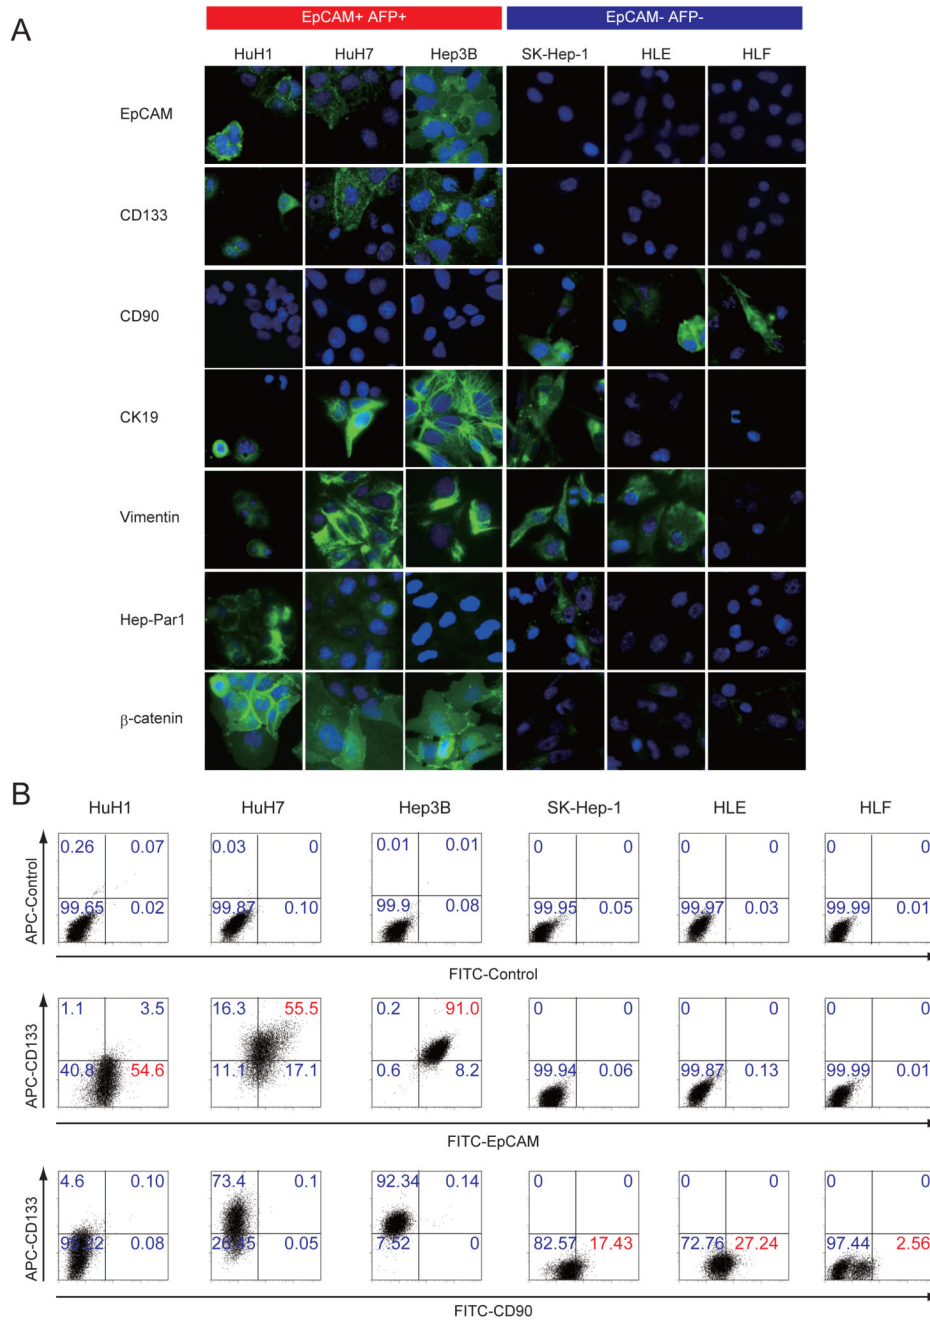 A
EpCAM+ AFP+ EpCAM- AFP-
HuH1 HuH7 Hep3B SK-Hep-1 HLE HLF
EpCAM
CD133
CD90
CK19
Vimentin
Hep-Par1
β-catenin
B
HuH1 HuH7 Hep3B SK-Hep-1 HLE HLF
APC-Control
0.26 0.07 0.03 0 0.01 0.01 0 0 0 0 0 0
99.65 0.02 99.87 0.10 99.9 0.08 99.95 0.05 99.97 0.03 99.99 0.01
FITC-Control
APC-CD133
1.1 3.5 16.3 55.5 0.2 91.0 0 0 0 0 0 0
40.8 54.6 11.1 17.1 0.6 8.2 99.94 0.06 99.87 0.13 99.99 0.01
FITC-EpCAM
APC-CD133
4.6 0.10 73.4 0.1 92.34 0.14 0 0 0 0 0 0
95.22 0.08 26.45 0.05 7.52 0 82.57 17.43 72.76 27.24 97.44 2.56
FITC-CD90